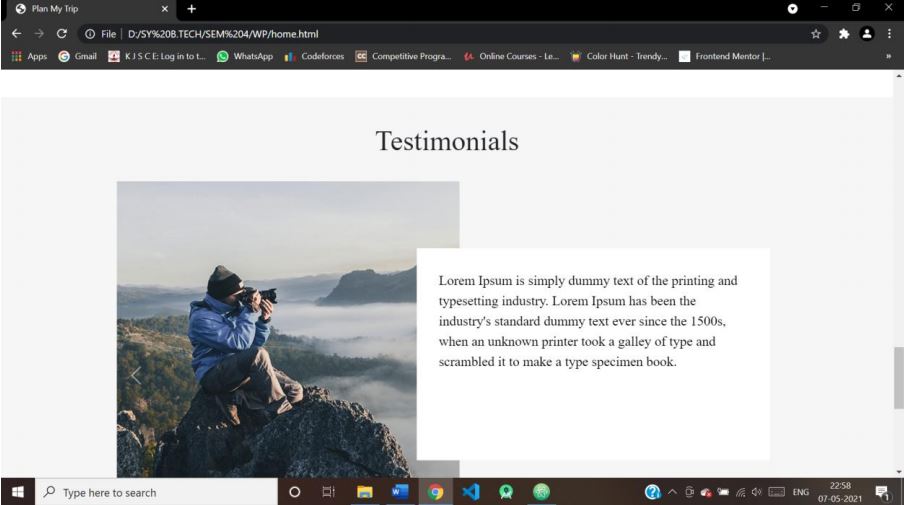 Plan My Trip
File | D:/SY%20B.TECH/SEM%204/WP/home.html
Apps Gmail K J S C E: Log in to t... WhatsApp Codeforces Competitive Progra... Online Courses - Le... Color Hunt - Trendy... Frontend Mentor |...
Testimonials
Lorem Ipsum is simply dummy text of the printing and
typesetting industry. Lorem Ipsum has been the
industry's standard dummy text ever since the 1500s,
when an unknown printer took a galley of type and
scrambled it to make a type specimen book.
Type here to search
ENG
22:58
07-05-2021